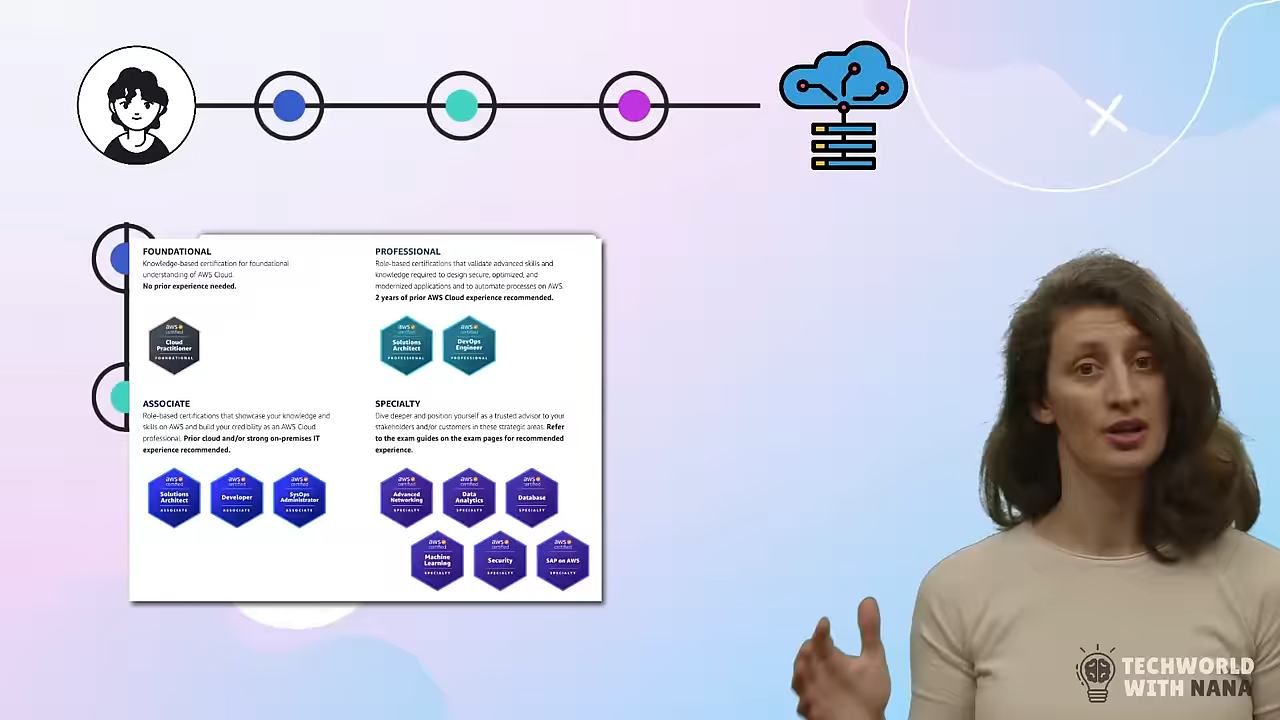 FOUNDATIONAL
Knowledge-based certification for foundational
understanding of AWS Cloud.
No prior experience needed.
aws
certified
Cloud
Practitioner
FOUNDATIONAL
PROFESSIONAL
Role-based certifications that validate advanced skills and
knowledge required to design secure, optimized, and
modernized applications and to automate processes on AWS.
2 years of prior AWS Cloud experience recommended.
aws
certified
Solutions
Architect
PROFESSIONAL
aws
certified
DevOps
Engineer
PROFESSIONAL
ASSOCIATE
Role-based certifications that showcase your knowledge and
skills on AWS and build your credibility as an AWS Cloud
professional. Prior cloud and/or strong on-premises IT
experience recommended.
aws
certified
Solutions
Architect
ASSOCIATE
aws
certified
Developer
ASSOCIATE
aws
certified
SysOps
Administrator
ASSOCIATE
SPECIALTY
Dive deeper and position yourself as a trusted advisor to your
stakeholders and/or customers in these strategic areas. Refer
to the exam guides on the exam pages for recommended
experience.
aws
certified
Advanced
Networking
SPECIALTY
aws
certified
Data
Analytics
SPECIALTY
aws
certified
Database
SPECIALTY
aws
certified
Machine
Learning
SPECIALTY
aws
certified
Security
SPECIALTY
aws
certified
SAP on AWS
SPECIALTY
TECHWORLD
WITH NANA